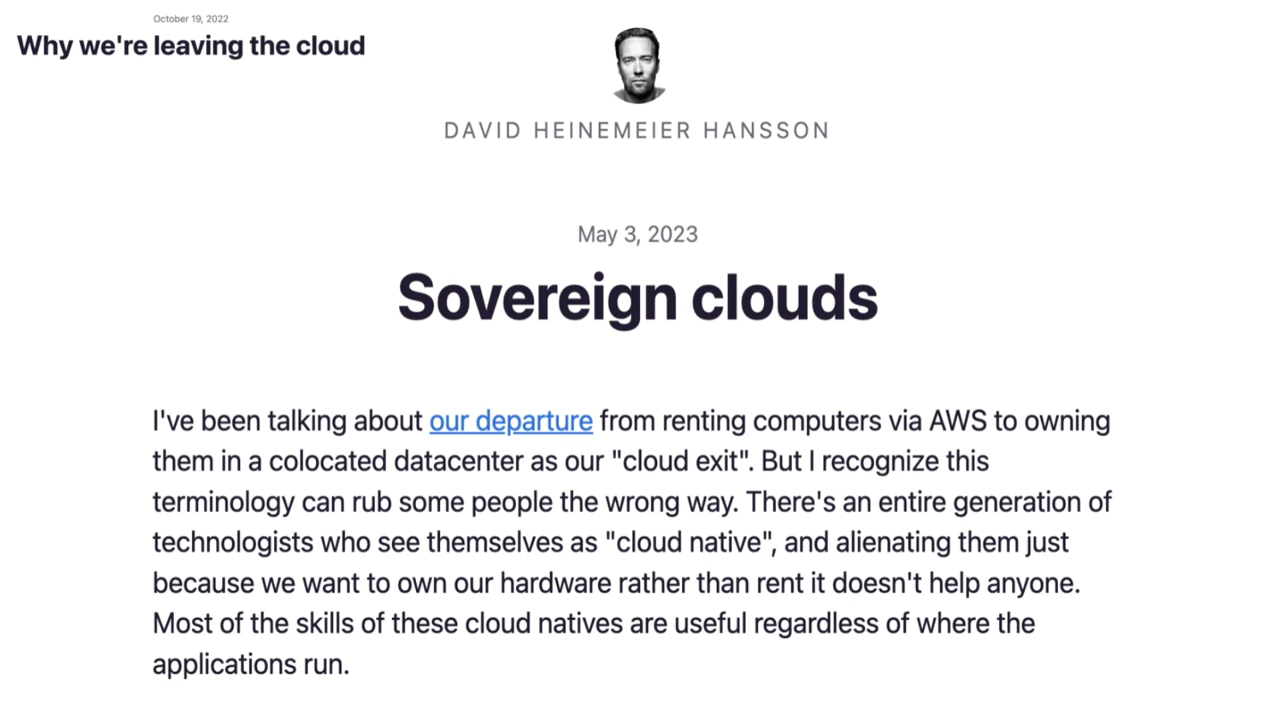 October 19, 2022
Why we're leaving the cloud
DAVID HEINEMEIER HANSSON
May 3, 2023
Sovereign clouds
I've been talking about our departure from renting computers via AWS to owning
them in a colocated datacenter as our "cloud exit". But I recognize this
terminology can rub some people the wrong way. There's an entire generation of
technologists who see themselves as "cloud native", and alienating them just
because we want to own our hardware rather than rent it doesn't help anyone.
Most of the skills of these cloud natives are useful regardless of where the
applications run.